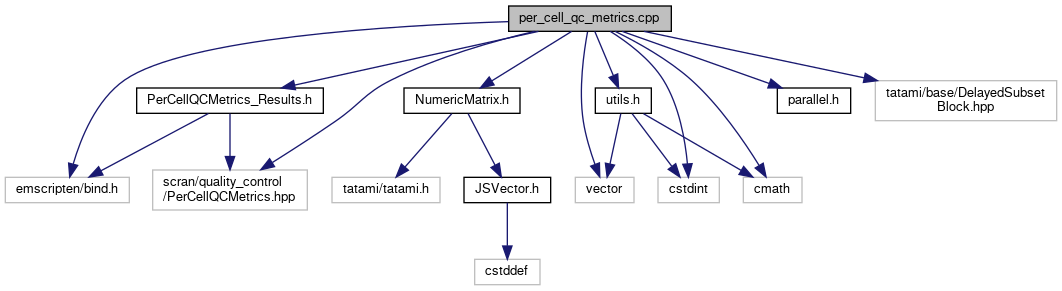 per_cell_qc_metrics.cpp
PerCellQCMetrics_Results.h
NumericMatrix.h
utils.h
parallel.h
tatami/base/DelayedSubset
Block.hpp
emscripten/bind.h
scran/quality_control
/PerCellQCMetrics.hpp
tatami/tatami.h
JSVector.h
vector
cstdint
cmath
cstddef